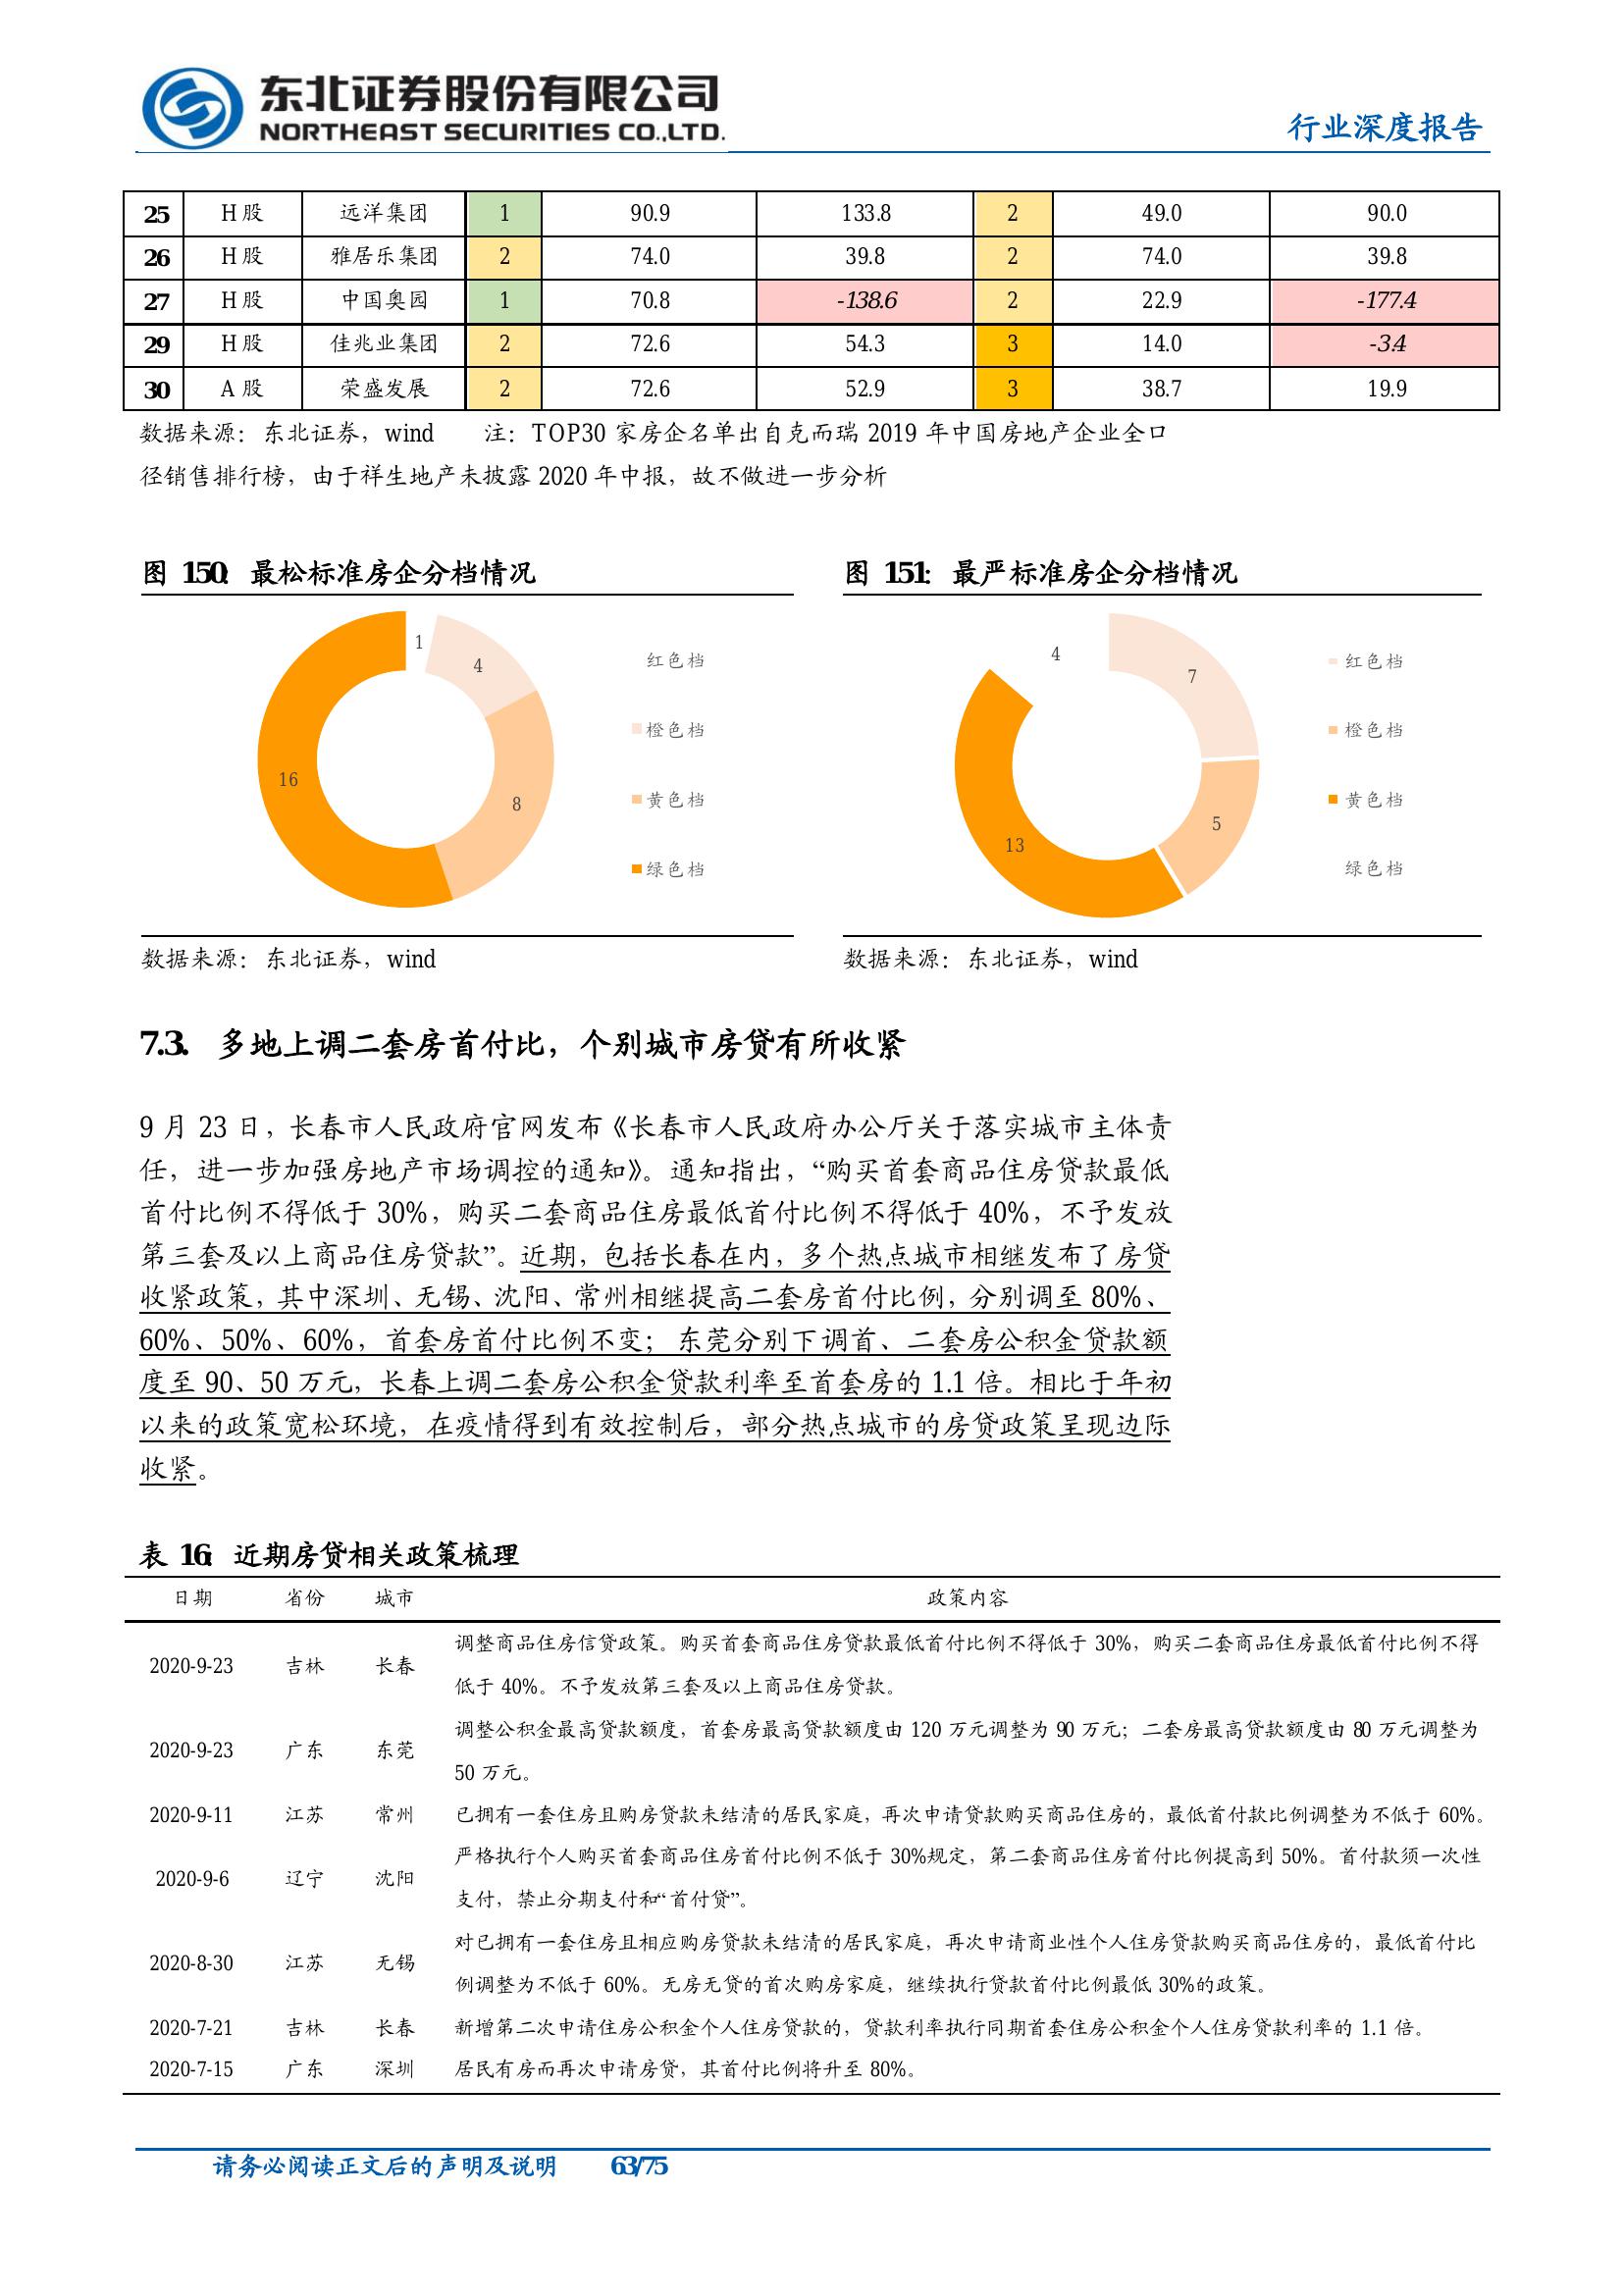 东北证券股份有限公司
NORTHEAST SECURITIES CO.,LTD.
行业深度报告
25 H 股 远洋集团 1 90.9 133.8 2 49.0 90.0
26 H 股 雅居乐集团 2 74.0 39.8 2 74.0 39.8
27 H 股 中国奥园 1 70.8 -138.6 2 22.9 -177.4
29 H 股 佳兆业集团 2 72.6 54.3 3 14.0 -3.4
30 A 股 荣盛发展 2 72.6 52.9 3 38.7 19.9
数据来源：东北证券，wind 注：TOP30 家房企名单出自克而瑞 2019 年中国房地产企业全口
径销售排行榜，由于祥生地产未披露 2020 年中报，故不做进一步分析
图 150：最松标准房企分档情况
1
4
8
16
红色档
橙色档
黄色档
绿色档
数据来源：东北证券，wind
图 151：最严标准房企分档情况
4
7
5
13
红色档
橙色档
黄色档
绿色档
数据来源：东北证券，wind
7.3. 多地上调二套房首付比，个别城市房贷有所收紧
9 月 23 日，长春市人民政府官网发布《长春市人民政府办公厅关于落实城市主体责
任，进一步加强房地产市场调控的通知》。通知指出，“购买首套商品住房贷款最低
首付比例不得低于 30%，购买二套商品住房最低首付比例不得低于 40%，不予发放
第三套及以上商品住房贷款”。近期，包括长春在内，多个热点城市相继发布了房贷
收紧政策，其中深圳、无锡、沈阳、常州相继提高二套房首付比例，分别调至 80%、
60%、50%、60%，首套房首付比例不变；东莞分别下调首、二套房公积金贷款额
度至 90、50 万元，长春上调二套房公积金贷款利率至首套房的 1.1 倍。相比于年初
以来的政策宽松环境，在疫情得到有效控制后，部分热点城市的房贷政策呈现边际
收紧。
表 16：近期房贷相关政策梳理
日期 省份 城市 政策内容
2020-9-23 吉林 长春 调整商品住房信贷政策。购买首套商品住房贷款最低首付比例不得低于 30%，购买二套商品住房最低首付比例不得
低于 40%。不予发放第三套及以上商品住房贷款。
2020-9-23 广东 东莞 调整公积金最高贷款额度，首套房最高贷款额度由 120 万元调整为 90 万元；二套房最高贷款额度由 80 万元调整为
50 万元。
2020-9-11 江苏 常州 已拥有一套住房且购房贷款未结清的居民家庭，再次申请贷款购买商品住房的，最低首付款比例调整为不低于 60%。
2020-9-6 辽宁 沈阳 严格执行个人购买首套商品住房首付比例不低于 30%规定，第二套商品住房首付比例提高到 50%。首付款须一次性
支付，禁止分期支付和“首付贷”。
2020-8-30 江苏 无锡 对已拥有一套住房且相应购房贷款未结清的居民家庭，再次申请商业性个人住房贷款购买商品住房的，最低首付比
例调整为不低于 60%。无房无贷的首次购房家庭，继续执行贷款首付比例最低 30%的政策。
2020-7-21 吉林 长春 新增第二次申请住房公积金个人住房贷款的，贷款利率执行同期首套住房公积金个人住房贷款利率的 1.1 倍。
2020-7-15 广东 深圳 居民有房而再次申请房贷，其首付比例将升至 80%。
请务必阅读正文后的声明及说明 63/75